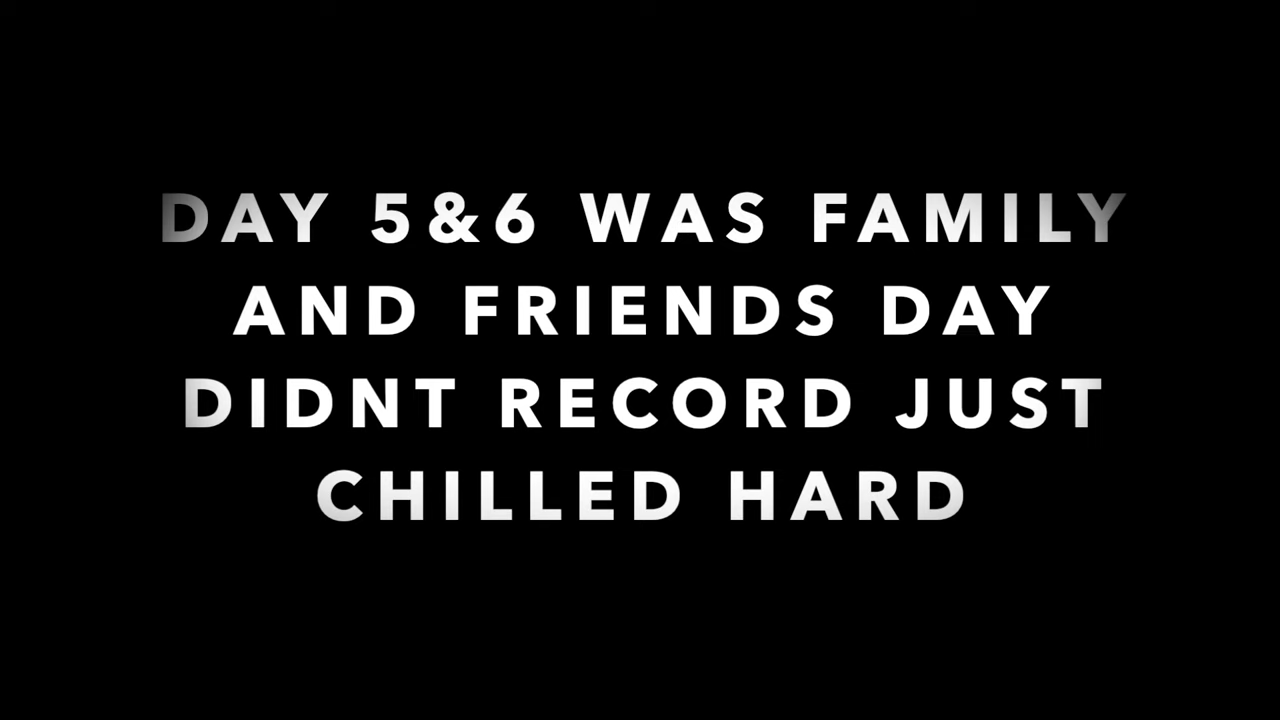 DAY 5&6 WAS FAMILY
AND FRIENDS DAY
DIDNT RECORD JUST
CHILLED HARD